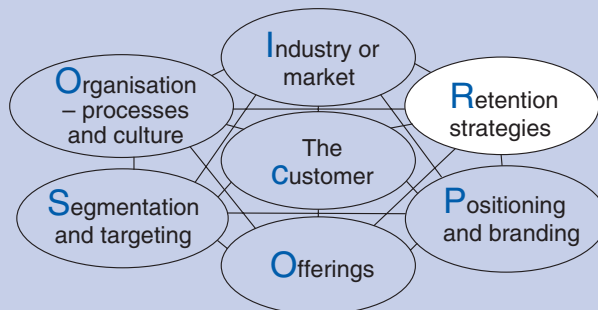 Industry or
market
Organisation
– processes
and culture
Retention
strategies
The
Customer
Segmentation
and targeting
Positioning
and branding
Offerings